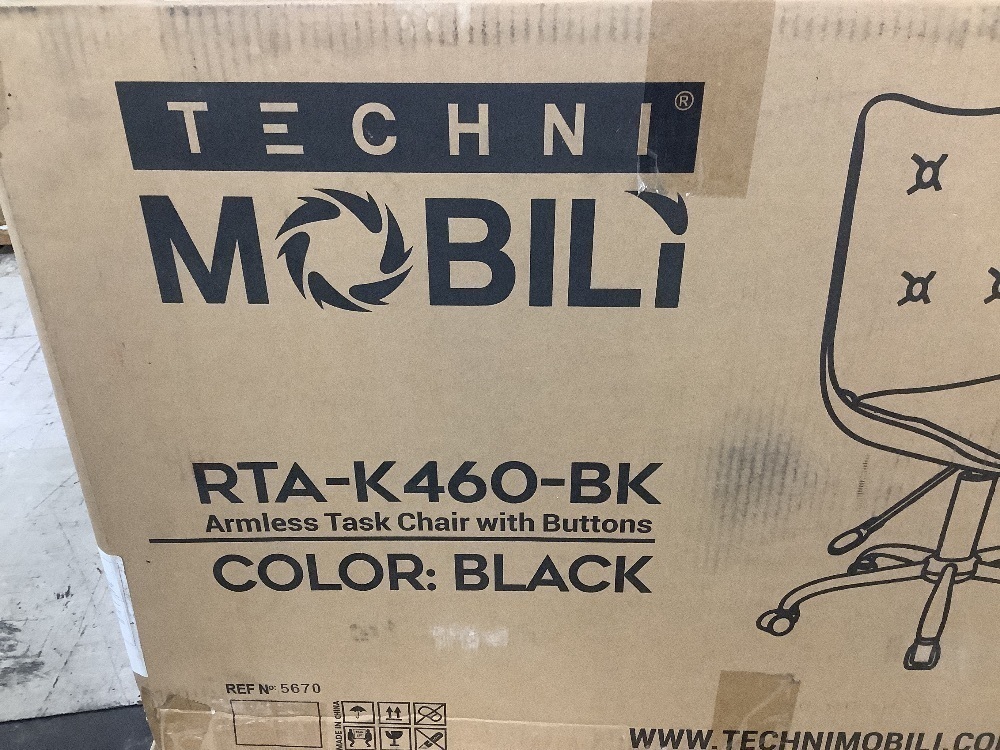 TECHNI®
MOBILI
RTA-K460-BK
Armless Task Chair with Buttons
COLOR: BLACK
REF Nº: 5670
MADE IN CHINA
WWW.TECHNIMOBILI.CO